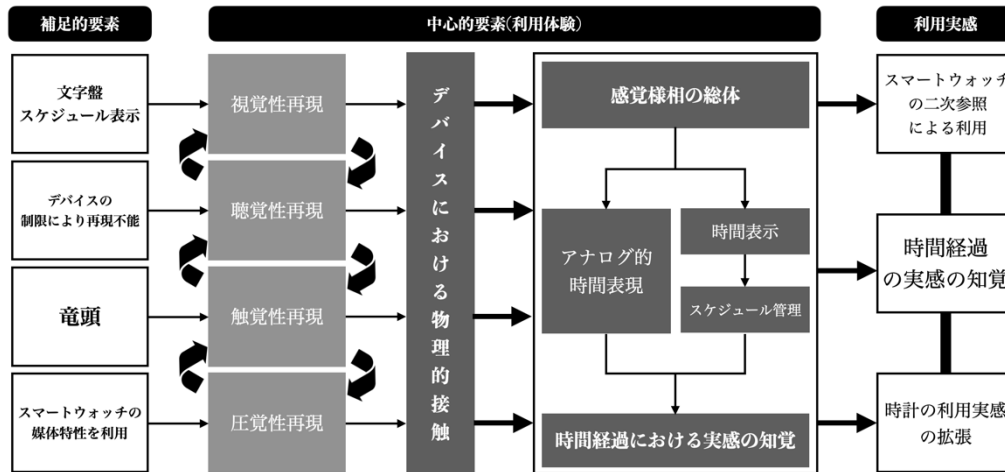 補足的要素
中心的要素(利用体験)
利用実感
文字盤
スケジュール表示
デバイスの
制限により再現不能
竜頭
スマートウォッチの
媒体特性を利用
視覚性再現
聴覚性再現
触覚性再現
圧覚性再現
デバイスにおける物理的接触
感覚様相の総体
アナログ的
時間表現
時間表示
スケジュール管理
時間経過における実感の知覚
スマートウォッチ
の二次参照
による利用
時間経過
の実感の知覚
時計の利用実感
の拡張